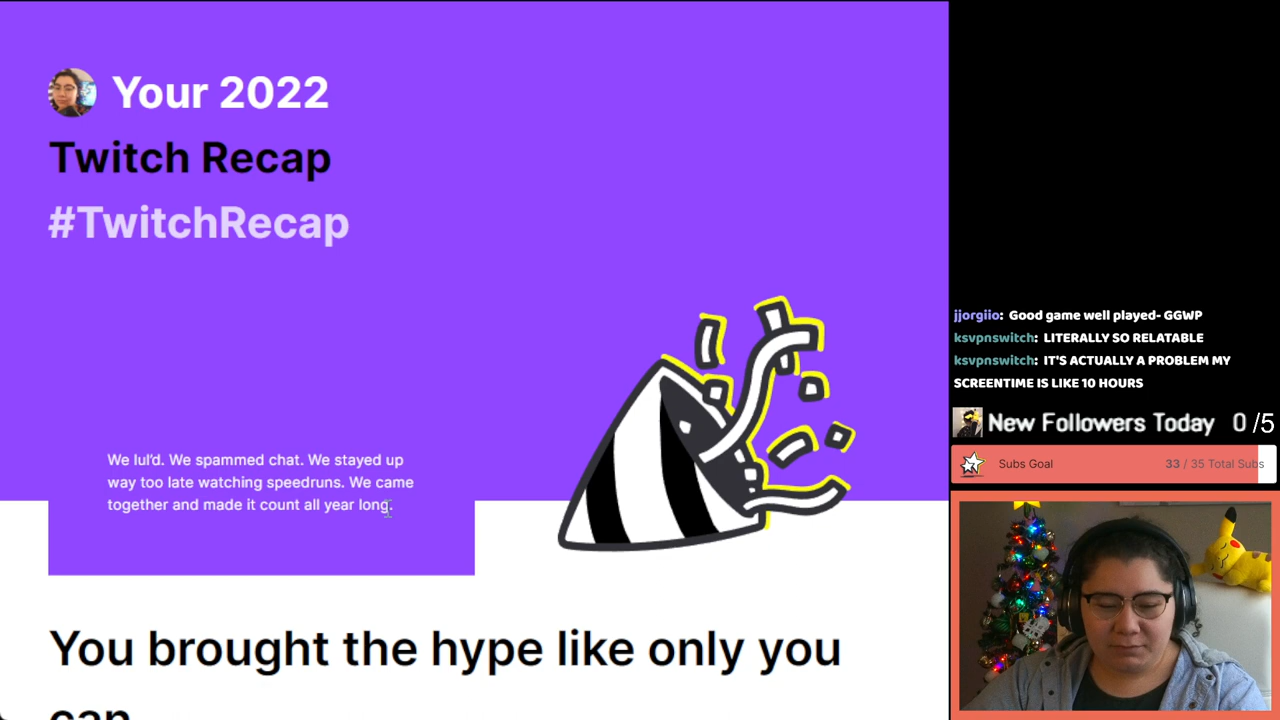 Your 2022
Twitch Recap
#TwitchRecap
We lul'd. We spammed chat. We stayed up
way too late watching speedruns. We came
together and made it count all year long.
You brought the hype like only you
can
jjorgiio: Good game well played- GGWP
ksvpnswitch: LITERALLY SO RELATABLE
ksvpnswitch: IT'S ACTUALLY A PROBLEM MY
SCREENTIME IS LIKE 10 HOURS
New Followers Today 0 /5
Subs Goal 33 / 35 Total Subs